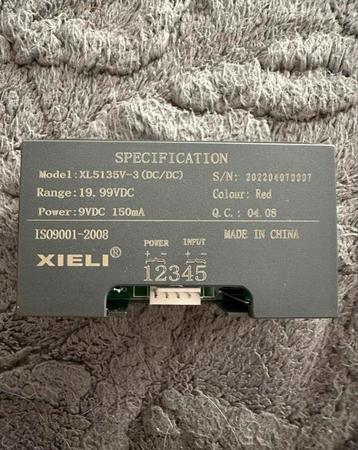 SPECIFICATION
Model:XL5135V-3(DC/DC) S/N: 202204070007
Range:19.99VDC Colour: Red
Power:9VDC 150mA Q.C.: 04.08
ISO9001-2008 POWER INPUT MADE IN CHINA
+ - + -
XIELI® 12345